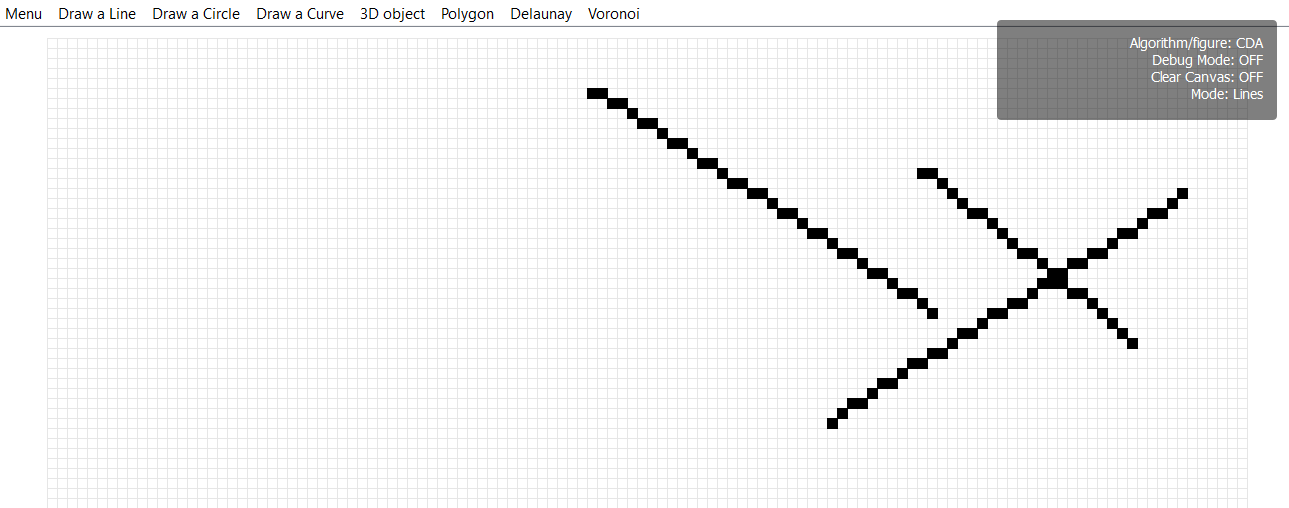 Menu Draw a Line Draw a Circle Draw a Curve 3D object Polygon Delaunay Voronoi
Algorithm/figure: CDA
Debug Mode: OFF
Clear Canvas: OFF
Mode: Lines